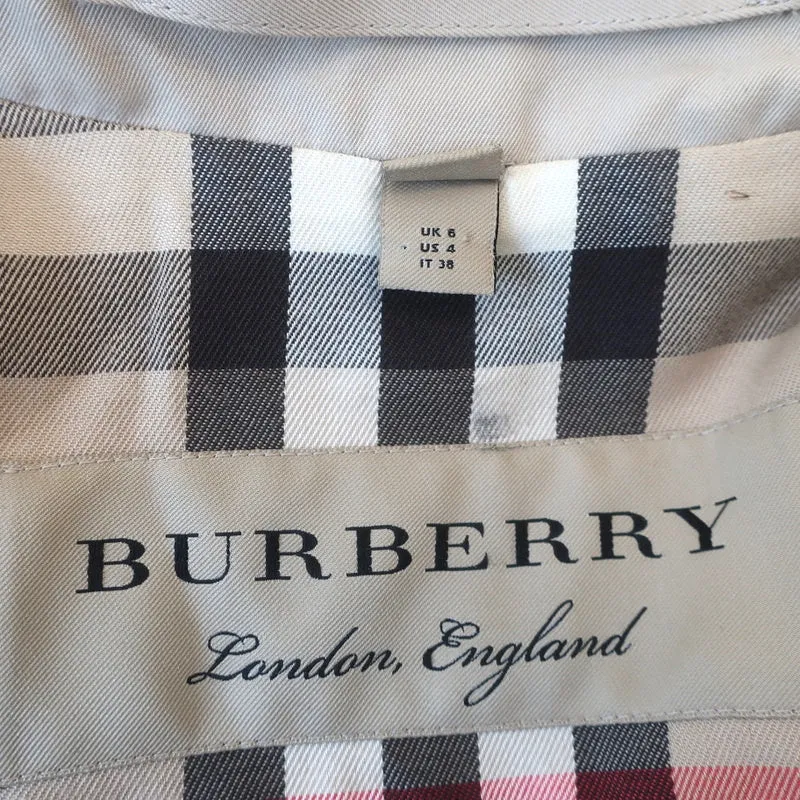 UK 6
US 4
IT 38
BURBERRY
London, England